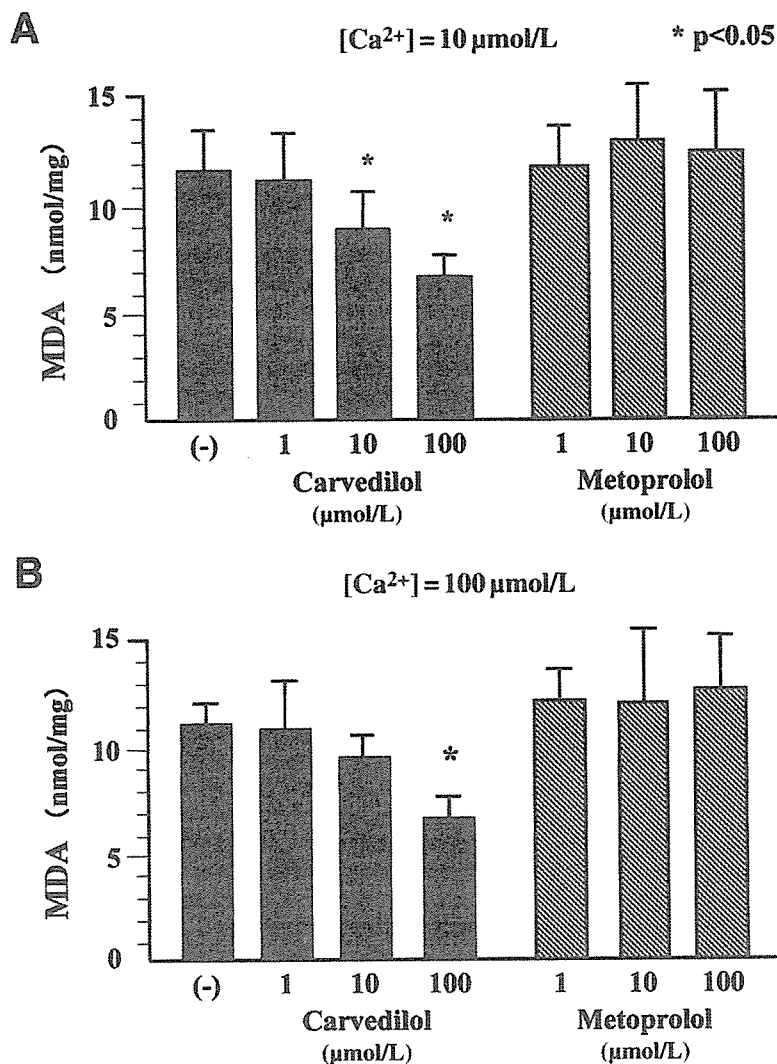 A
[Ca2+] = 10 µmol/L
* p<0.05
15
10
5
0
MDA (nmol/mg)
*
*
(-) 1 10 100 1 10 100
Carvedilol Metoprolol
(µmol/L) (µmol/L)
B
[Ca2+] = 100 µmol/L
15
10
5
0
MDA (nmol/mg)
*
(-) 1 10 100 1 10 100
Carvedilol Metoprolol
(µmol/L) (µmol/L)